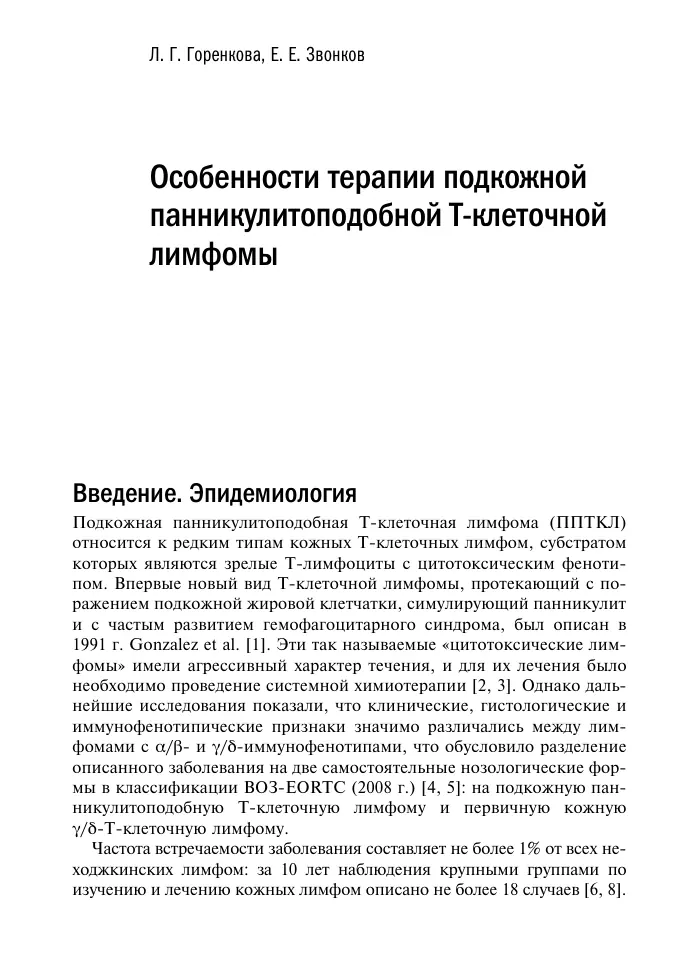 Л. Г. Горенкова, Е. Е. Звонков
Особенности терапии подкожной
панникулитоподобной Т-клеточной
лимфомы
Введение. Эпидемиология
Подкожная панникулитоподобная Т-клеточная лимфома (ППТКЛ)
относится к редким типам кожных Т-клеточных лимфом, субстратом
которых являются зрелые Т-лимфоциты с цитотоксическим феноти-
пом. Впервые новый вид Т-клеточной лимфомы, протекающий с по-
ражением подкожной жировой клетчатки, симулирующий панникулит
и с частым развитием гемофагоцитарного синдрома, был описан в
1991 г. Gonzalez et al. [1]. Эти так называемые «цитотоксические лим-
фомы» имели агрессивный характер течения, и для их лечения было
необходимо проведение системной химиотерапии [2, 3]. Однако даль-
нейшие исследования показали, что клинические, гистологические и
иммунофенотипические признаки значимо различались между лим-
фомами с α/β- и γ/δ-иммунофенотипами, что обусловило разделение
описанного заболевания на две самостоятельные нозологические фор-
мы в классификации ВОЗ-EORTC (2008 г.) [4, 5]: на подкожную пан-
никулитоподобную Т-клеточную лимфому и первичную кожную
γ/δ-Т-клеточную лимфому.
Частота встречаемости заболевания составляет не более 1% от всех не-
ходжкинских лимфом: за 10 лет наблюдения крупными группами по
изучению и лечению кожных лимфом описано не более 18 случаев [6, 8].